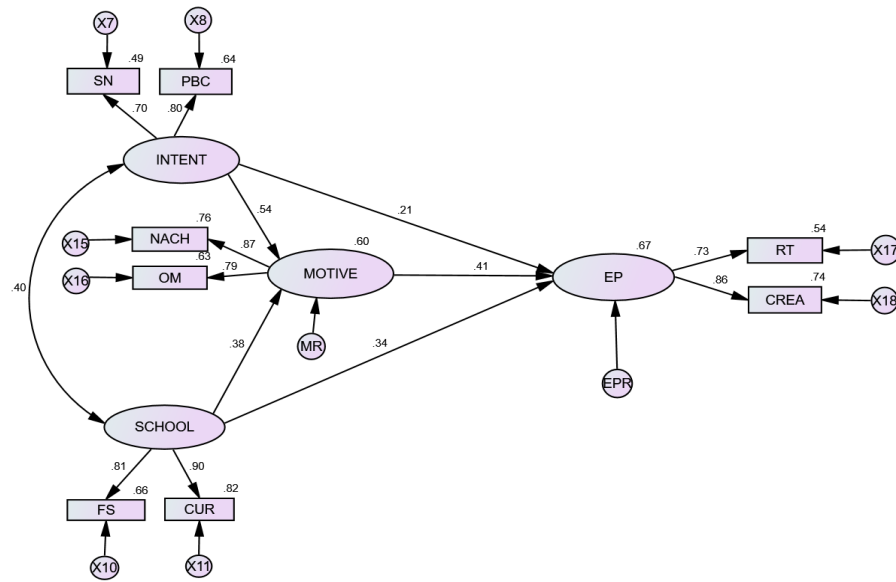 X7
X8
.49
.64
SN
PBC
.70
.80
INTENT
.54
.21
.76
X15
NACH
.87
.60
.63
.67
.54
X16
OM
.79
MOTIVE
.41
EP
.73
RT
X17
.40
.86
.74
CREA
X18
.38
MR
.34
EPR
SCHOOL
.81
.90
.66
.82
FS
CUR
X10
X11